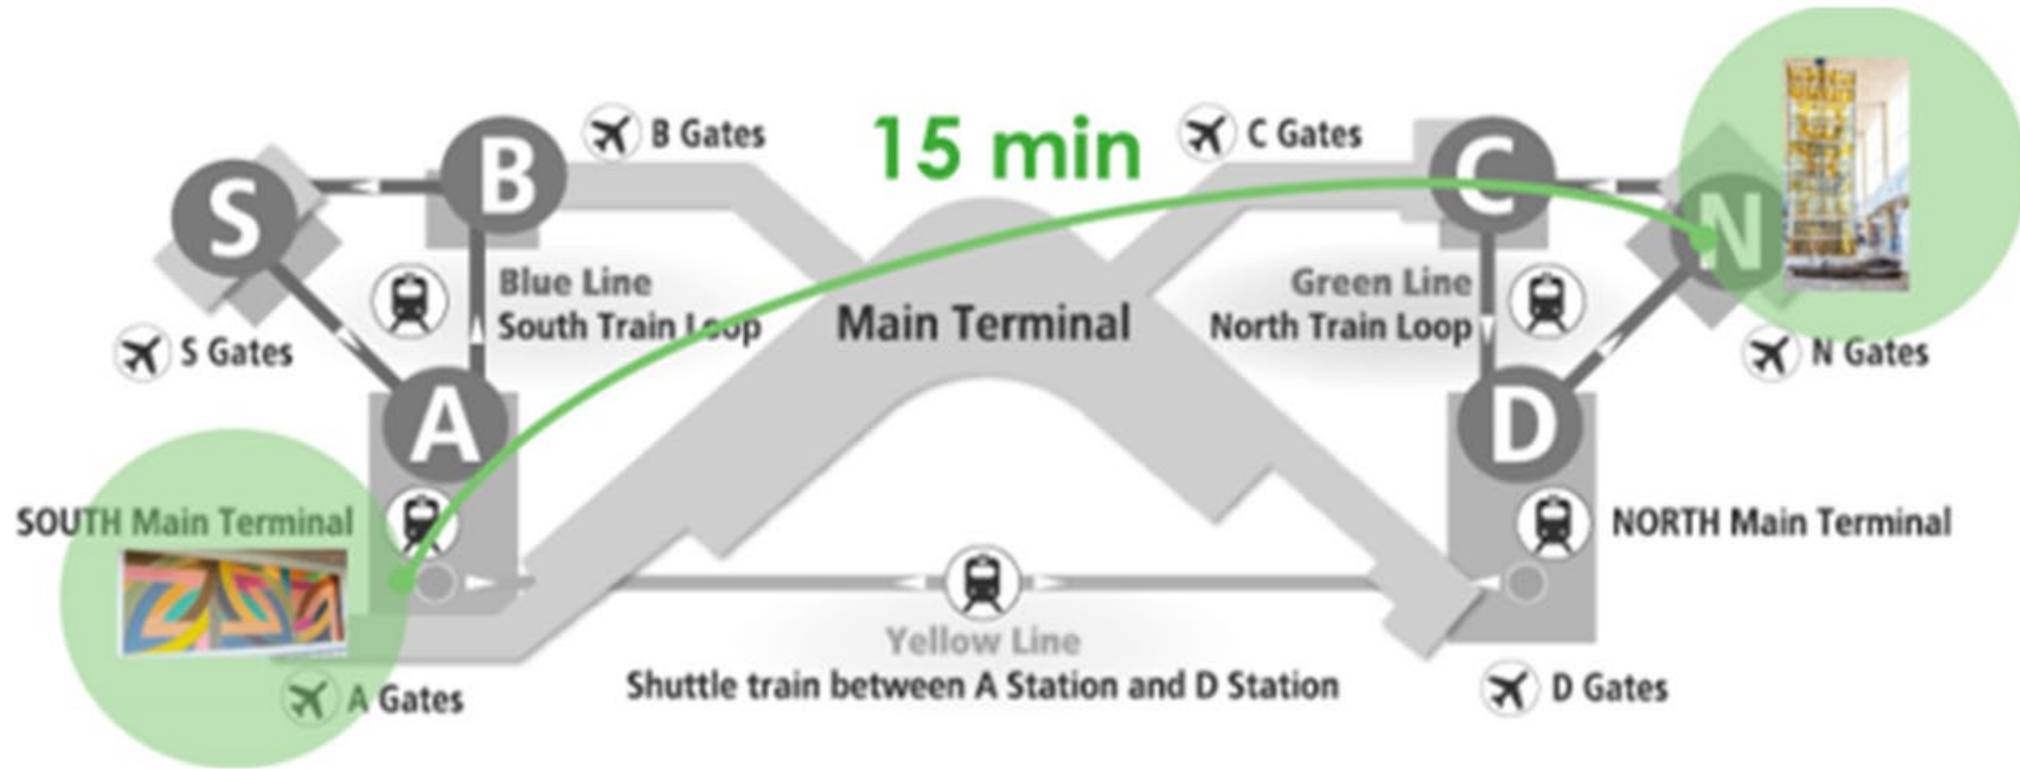 15 min
B Gates
C Gates
B
C
S
N
Blue Line
South Train Loop
Green Line
North Train Loop
Main Terminal
S Gates
N Gates
A
D
SOUTH Main Terminal
NORTH Main Terminal
Yellow Line
Shuttle train between A Station and D Station
A Gates
D Gates